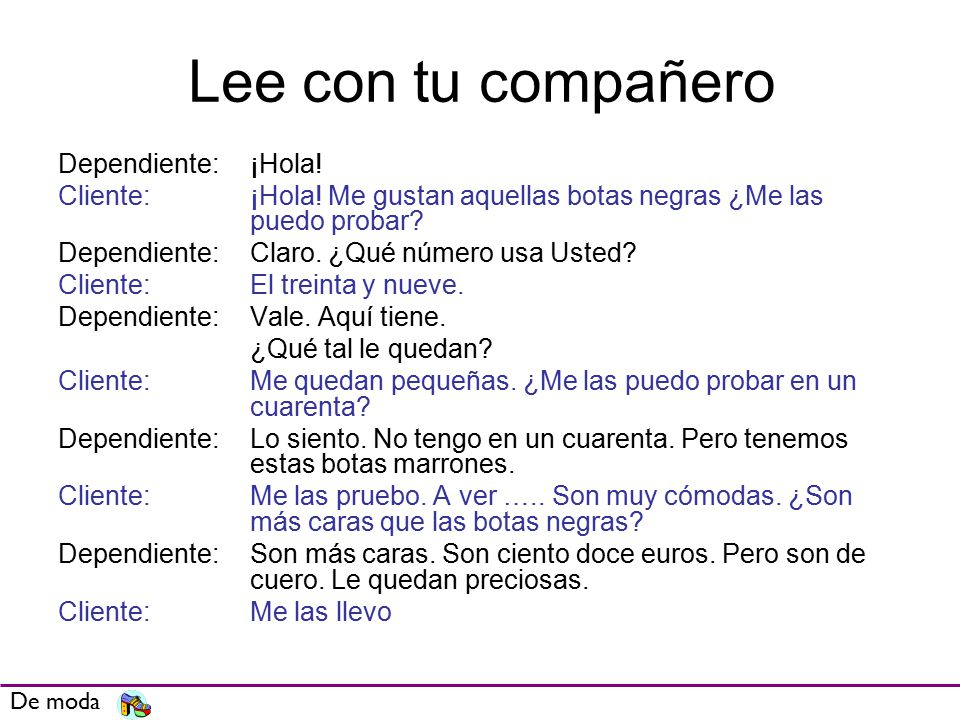 Lee con tu compañero
Dependiente: ¡Hola!
Cliente: ¡Hola! Me gustan aquellas botas negras ¿Me las
puedo probar?
Dependiente: Claro. ¿Qué número usa Usted?
Cliente: El treinta y nueve.
Dependiente: Vale. Aquí tiene.
¿Qué tal le quedan?
Cliente: Me quedan pequeñas. ¿Me las puedo probar en un
cuarenta?
Dependiente: Lo siento. No tengo en un cuarenta. Pero tenemos
estas botas marrones.
Cliente: Me las pruebo. A ver ….. Son muy cómodas. ¿Son
más caras que las botas negras?
Dependiente: Son más caras. Son ciento doce euros. Pero son de
cuero. Le quedan preciosas.
Cliente: Me las llevo
De moda